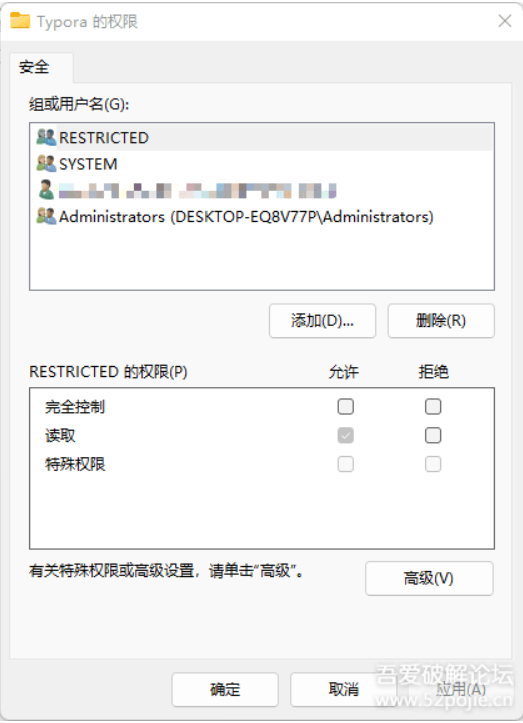 Typora 的权限
安全
组或用户名(G):
RESTRICTED
SYSTEM
Administrators (DESKTOP-EQ8V77P\Administrators)
添加(D)... 删除(R)
RESTRICTED 的权限(P) 允许 拒绝
完全控制
读取
特殊权限
有关特殊权限或高级设置，请单击“高级”。
高级(V)
确定 取消 应用(A)
吾爱破解论坛
www.52pojie.cn